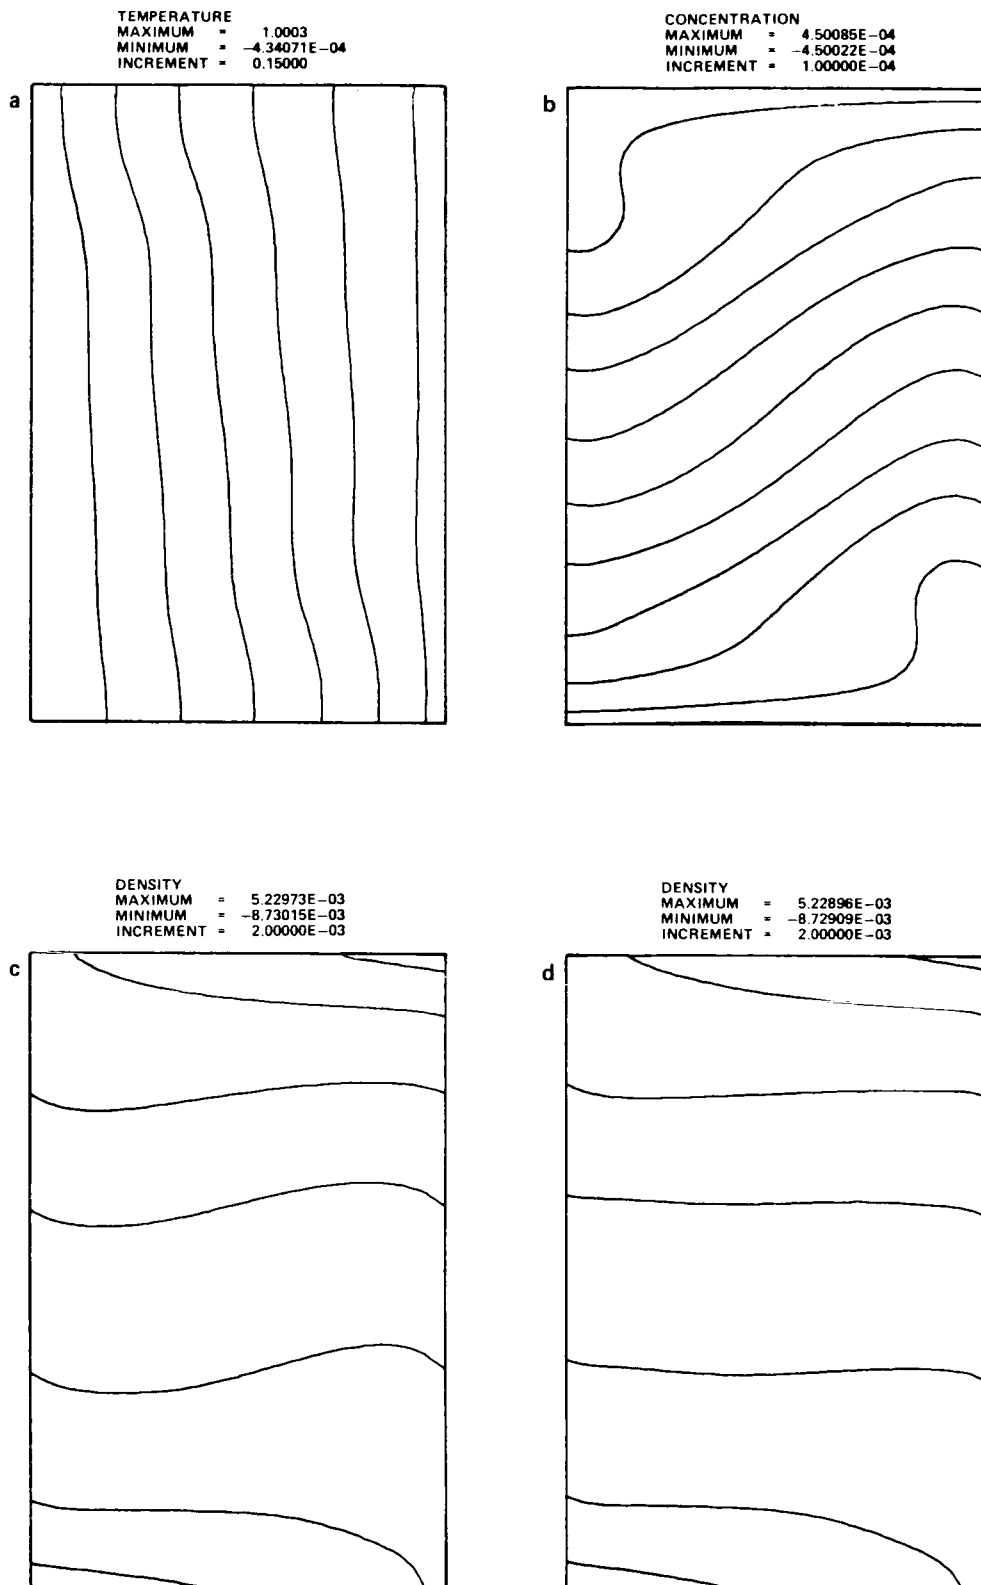 TEMPERATURE
MAXIMUM = 1.0003
MINIMUM = −4.34071E−04
INCREMENT = 0.15000
a
CONCENTRATION
MAXIMUM = 4.50085E−04
MINIMUM = −4.50022E−04
INCREMENT = 1.00000E−04
b
DENSITY
MAXIMUM = 5.22973E−03
MINIMUM = −8.73015E−03
INCREMENT = 2.00000E−03
c
DENSITY
MAXIMUM = 5.22896E−03
MINIMUM = −8.72909E−03
INCREMENT = 2.00000E−03
d